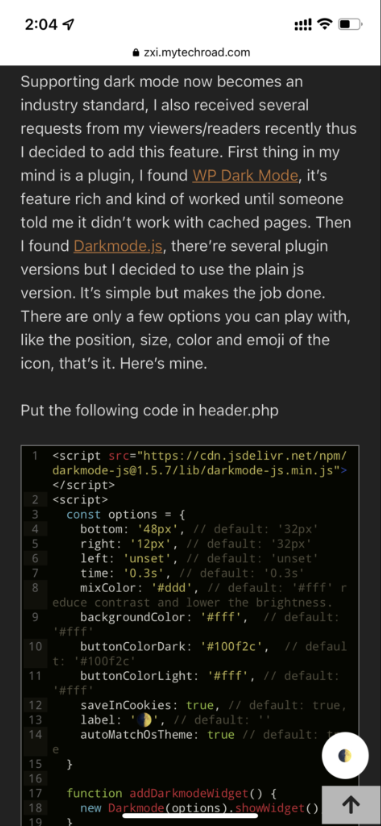 2:04
zxi.mytechroad.com
Supporting dark mode now becomes an
industry standard, I also received several
requests from my viewers/readers recently thus
I decided to add this feature. First thing in my
mind is a plugin, I found WP Dark Mode, it’s
feature rich and kind of worked until someone
told me it didn’t work with cached pages. Then
I found Darkmode.js, there’re several plugin
versions but I decided to use the plain js
version. It’s simple but makes the job done.
There are only a few options you can play with,
like the position, size, color and emoji of the
icon, that’s it. Here’s mine.
Put the following code in header.php
1 <script src="https://cdn.jsdelivr.net/npm/
darkmode-js@1.5.7/lib/darkmode-js.min.js">
</script>
2 <script>
3 const options = {
4 bottom: '48px', // default: '32px'
5 right: '12px', // default: '32px'
6 left: 'unset', // default: 'unset'
7 time: '0.3s', // default: '0.3s'
8 mixColor: '#ddd', // default: '#fff' r
educe contrast and lower the brightness.
9 backgroundColor: '#fff', // default:
'#fff'
10 buttonColorDark: '#100f2c', // defaul
t: '#100f2c'
11 buttonColorLight: '#fff', // default:
'#fff'
12 saveInCookies: true, // default: true,
13 label: '🌓', // default: ''
14 autoMatchOsTheme: true // default: t
e
15 }
16
17 function addDarkmodeWidget() {
18 new Darkmode(options).showWidget()
19 }